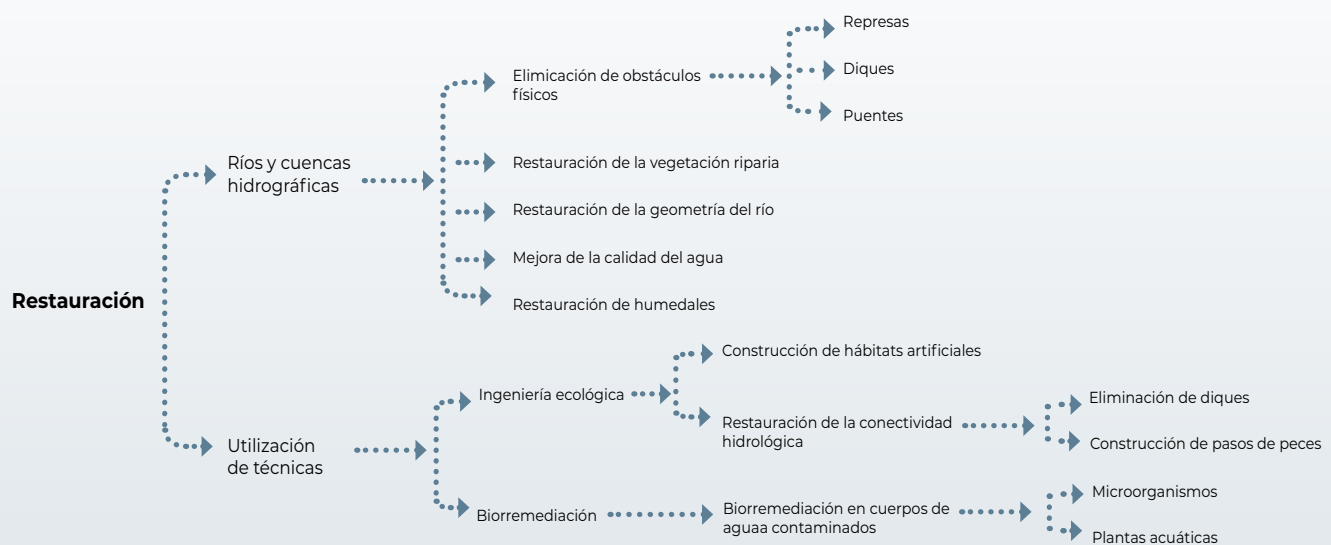 Restauración
Ríos y cuencas
hidrográficas
Elimicación de obstáculos
físicos
Represas
Diques
Puentes
Restauración de la vegetación riparia
Restauración de la geometría del río
Mejora de la calidad del agua
Restauración de humedales
Utilización
de técnicas
Ingeniería ecológica
Construcción de hábitats artificiales
Restauración de la conectividad
hidrológica
Eliminación de diques
Construcción de pasos de peces
Biorremediación
Biorremediación en cuerpos de
aguaa contaminados
Microorganismos
Plantas acuáticas